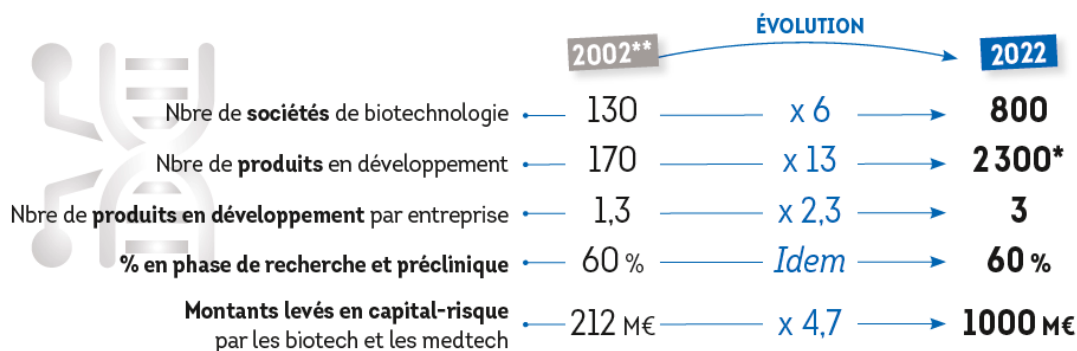 ÉVOLUTION
2002** 2022
Nbre de sociétés de biotechnologie 130 x 6 800
Nbre de produits en développement 170 x 13 2300*
Nbre de produits en développement par entreprise 1,3 x 2,3 3
% en phase de recherche et préclinique 60 % Idem 60 %
Montants levés en capital-risque
par les biotech et les medtech 212 M€ x 4,7 1000 M€